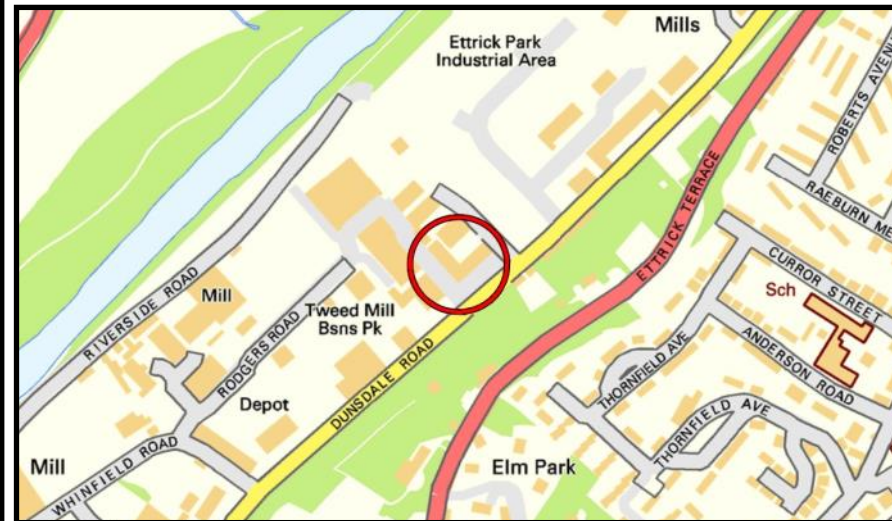 Mills
Ettrick Park
Industrial Area
ROBERTS AVEN
RAEBURN ME
ETTRICK TERRACE
CURROR STREET
Sch
ANDERSON ROAD
THORNFIELD AVE
THORNFIELD AVE
RIVERSIDE ROAD
Mill
RODGERS ROAD
Tweed Mill
Bsns Pk
DUNSDALE ROAD
Depot
WHINFIELD ROAD
Mill
Elm Park